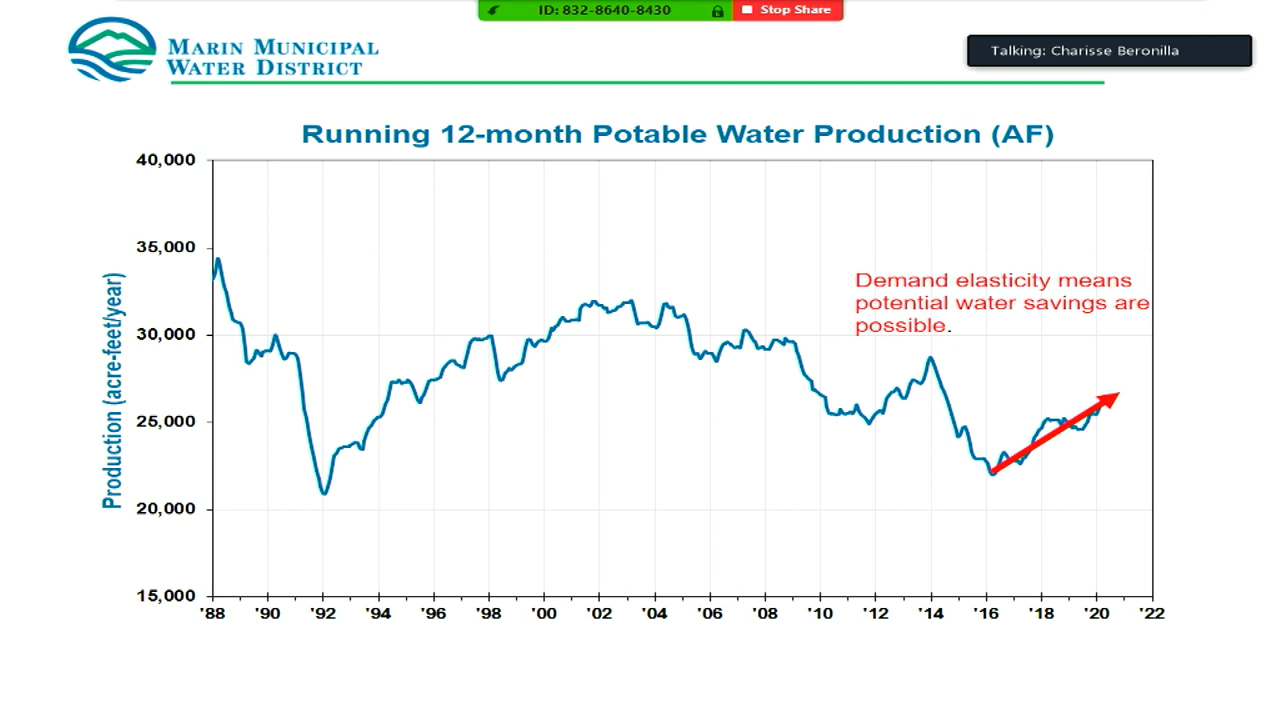 ID: 832-8640-8430
Stop Share
MARIN MUNICIPAL
WATER DISTRICT
Talking: Charisse Beronilla
Running 12-month Potable Water Production (AF)
40,000
35,000
30,000
25,000
20,000
15,000
Production (acre-feet/year)
Demand elasticity means
potential water savings are
possible.
'88 '90 '92 '94 '96 '98 '00 '02 '04 '06 '08 '10 '12 '14 '16 '18 '20 '22